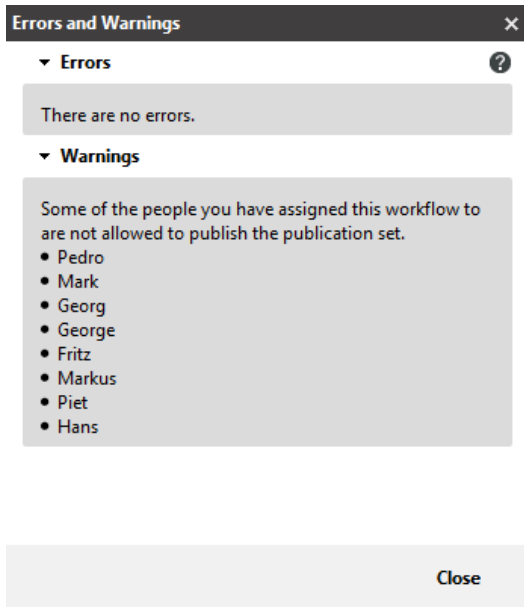 Errors and Warnings ×
Errors ?
There are no errors.
Warnings
Some of the people you have assigned this workflow to
are not allowed to publish the publication set.
• Pedro
• Mark
• Georg
• George
• Fritz
• Markus
• Piet
• Hans
Close